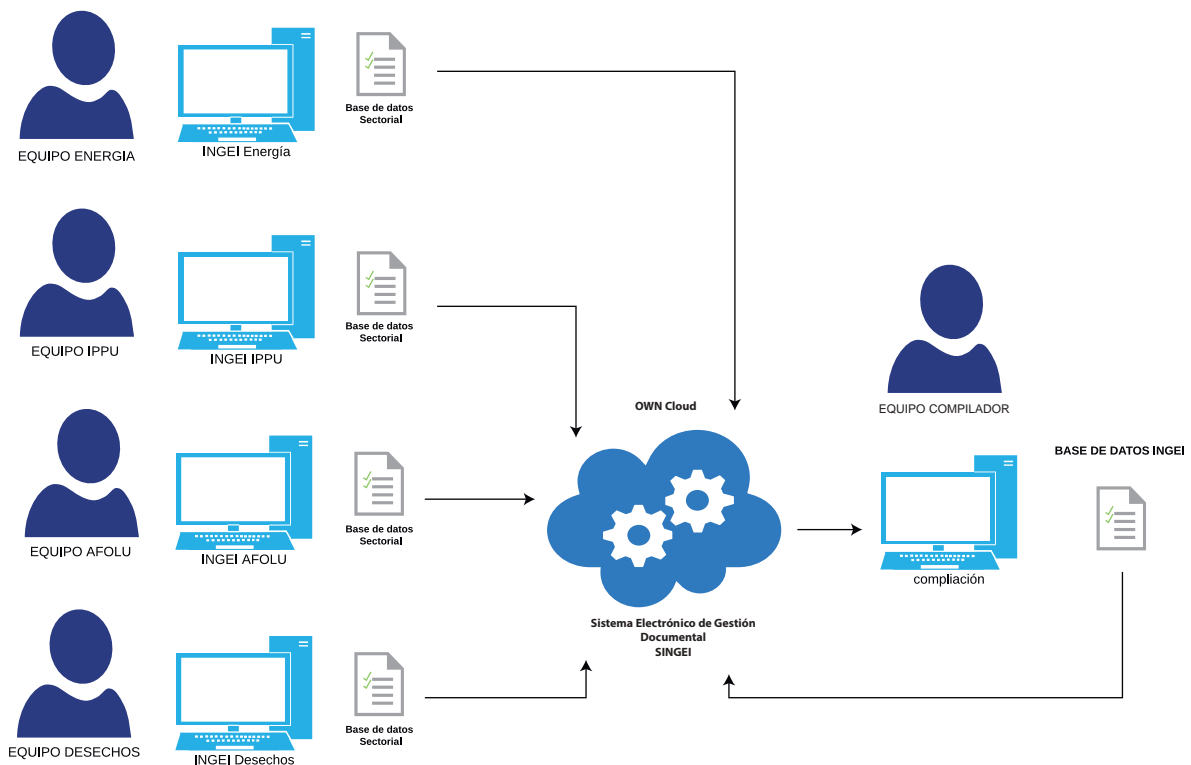 Base de datos
Sectorial
EQUIPO ENERGIA
INGEI Energía
Base de datos
Sectorial
EQUIPO IPPU
INGEI IPPU
OWN Cloud
EQUIPO COMPILADOR
BASE DE DATOS INGEI
Base de datos
Sectorial
EQUIPO AFOLU
INGEI AFOLU
compliación
Sistema Electrónico de Gestión
Documental
SINGEI
Base de datos
Sectorial
EQUIPO DESECHOS
INGEI Desechos